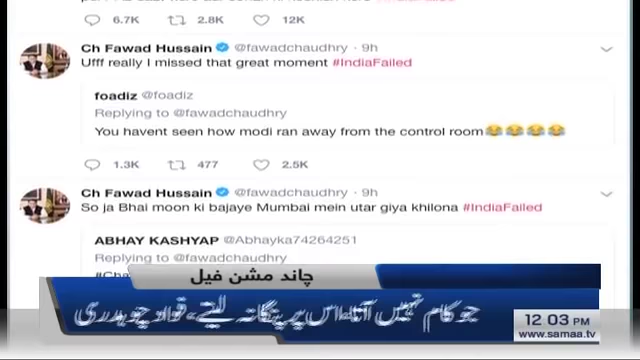 6.7K 2.8K 12K
Ch Fawad Hussain @fawadchaudhry · 9h
Ufff really I missed that great moment #IndiaFailed
foadiz @foadiz
Replying to @fawadchaudhry
You havent seen how modi ran away from the control room😂😂😂😂
1.3K 477 2.5K
Ch Fawad Hussain @fawadchaudhry · 9h
So ja Bhai moon ki bajaye Mumbai mein utar giya khilona #IndiaFailed
ABHAY KASHYAP @Abhayka74264251
Replying to @fawadchaudhry
چاند مشن فیل
جو کام نہیں آتا، اس پر پنگا نہ لیتے، فواد چوہدری
12 03 PM
www.samaa.tv